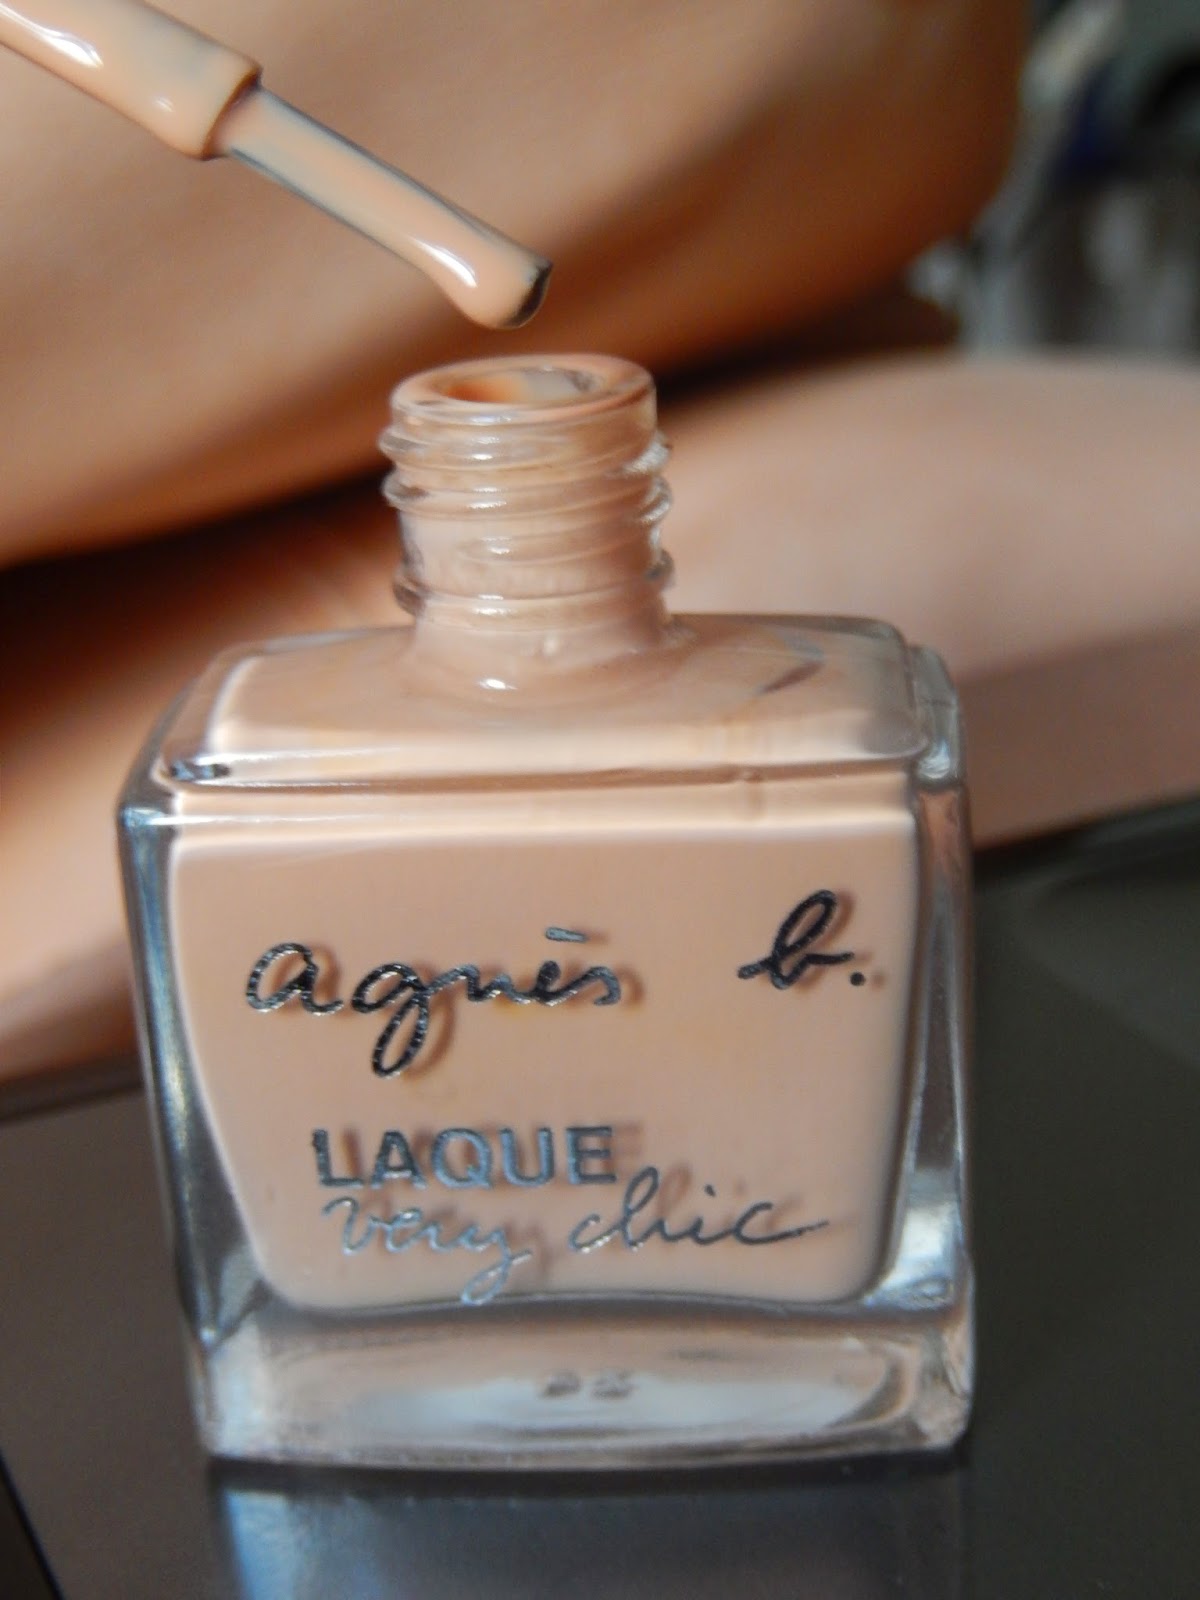 agnès b.
LAQUE
very chic